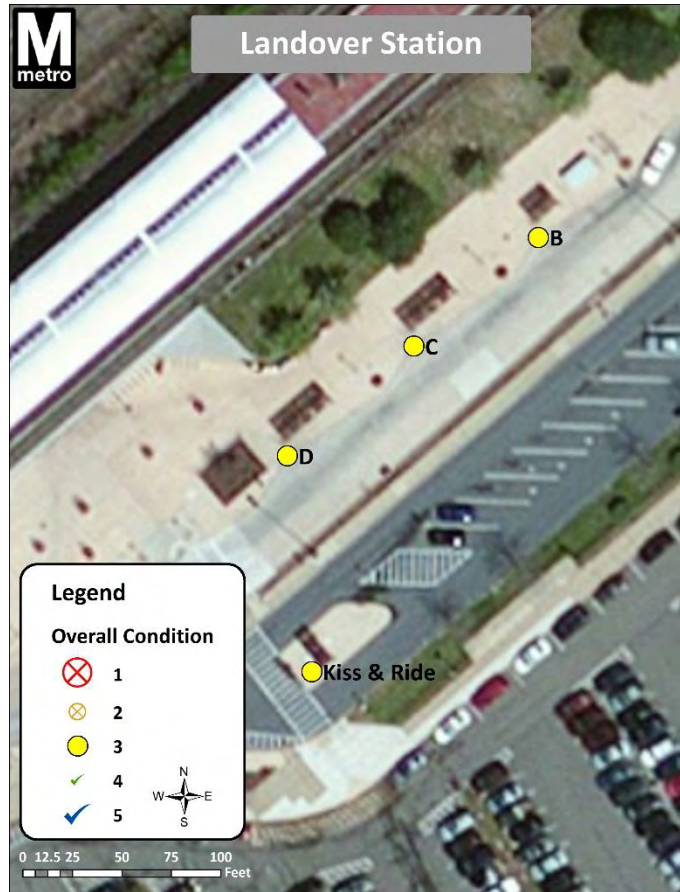 M
metro
Landover Station
B
C
D
Kiss & Ride
Legend
Overall Condition
1
2
3
4
5
N
W E
S
0 12.5 25 50 75 100
Feet